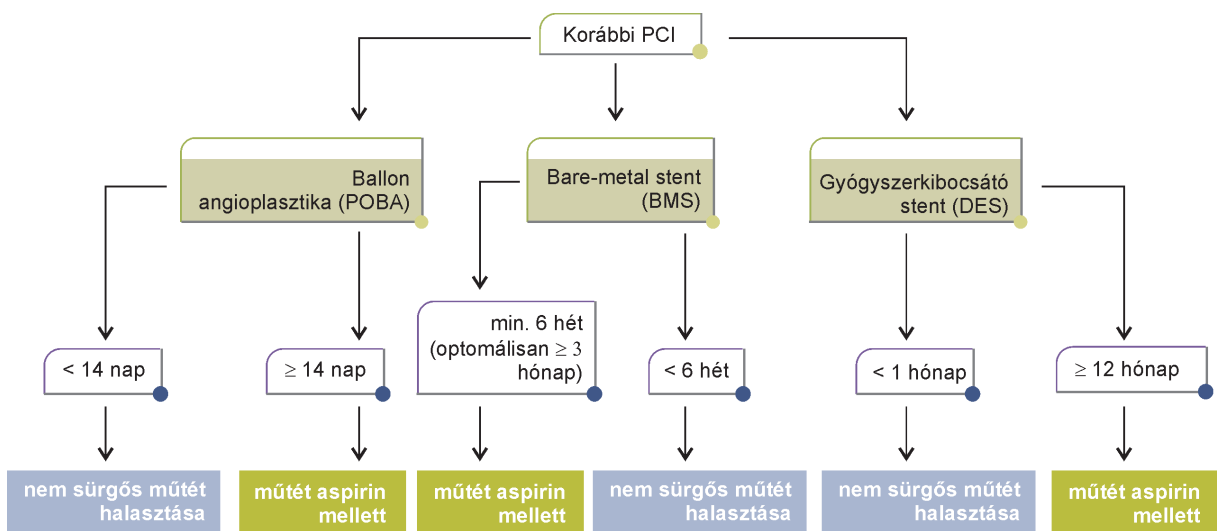 Korábbi PCI
Ballon
angioplasztika (POBA)
Bare-metal stent
(BMS)
Gyógyszerkibocsátó
stent (DES)
< 14 nap
≥ 14 nap
min. 6 hét
(optomálisan ≥ 3
hónap)
< 6 hét
< 1 hónap
≥ 12 hónap
nem sürgős műtét
halasztása
műtét aspirin
mellett
műtét aspirin
mellett
nem sürgős műtét
halasztása
nem sürgős műtét
halasztása
műtét aspirin
mellett